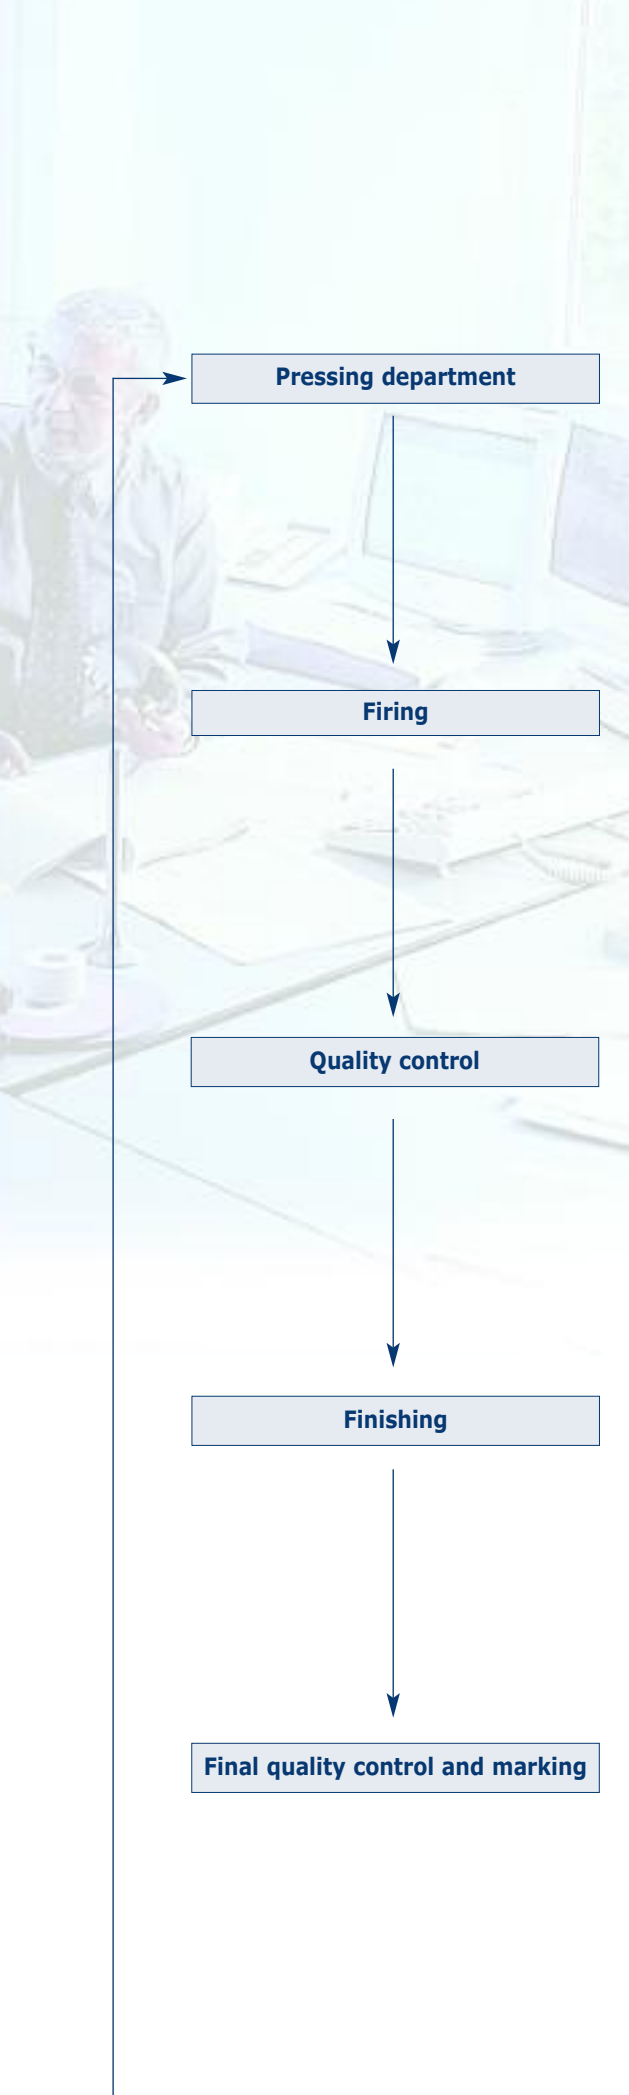 Pressing department
Firing
Quality control
Finishing
Final quality control and marking